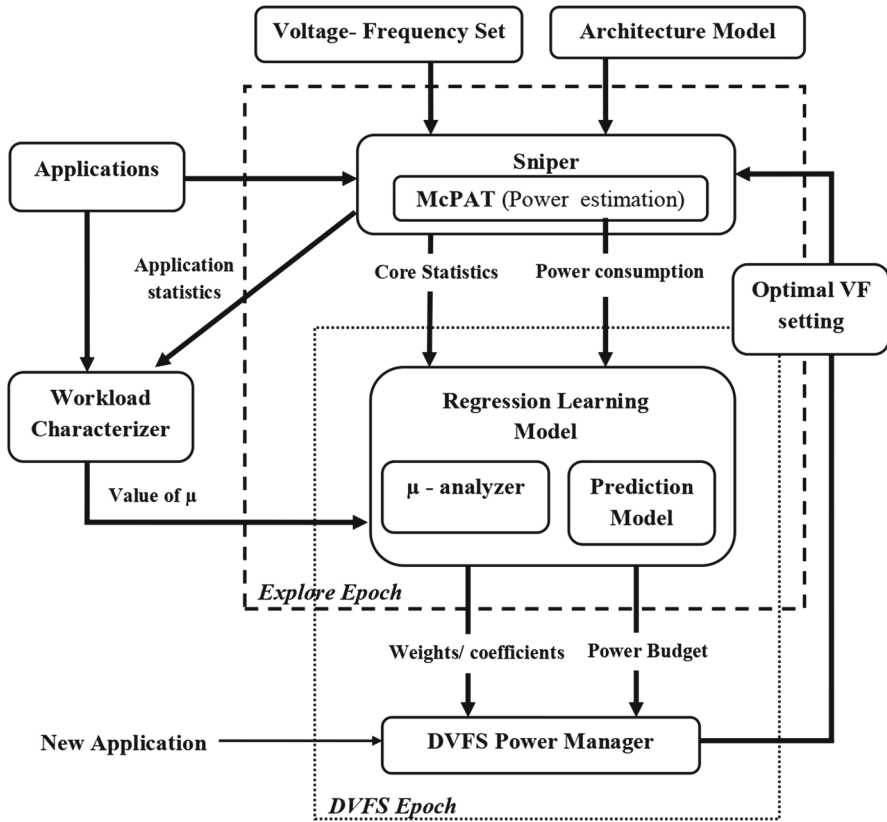 Voltage- Frequency Set
Architecture Model
Applications
Sniper
McPAT (Power estimation)
Application
statistics
Core Statistics
Power consumption
Optimal VF
setting
Workload
Characterizer
Regression Learning
Model
μ - analyzer
Prediction
Model
Value of μ
Explore Epoch
Weights/ coefficients
Power Budget
New Application
DVFS Power Manager
DVFS Epoch